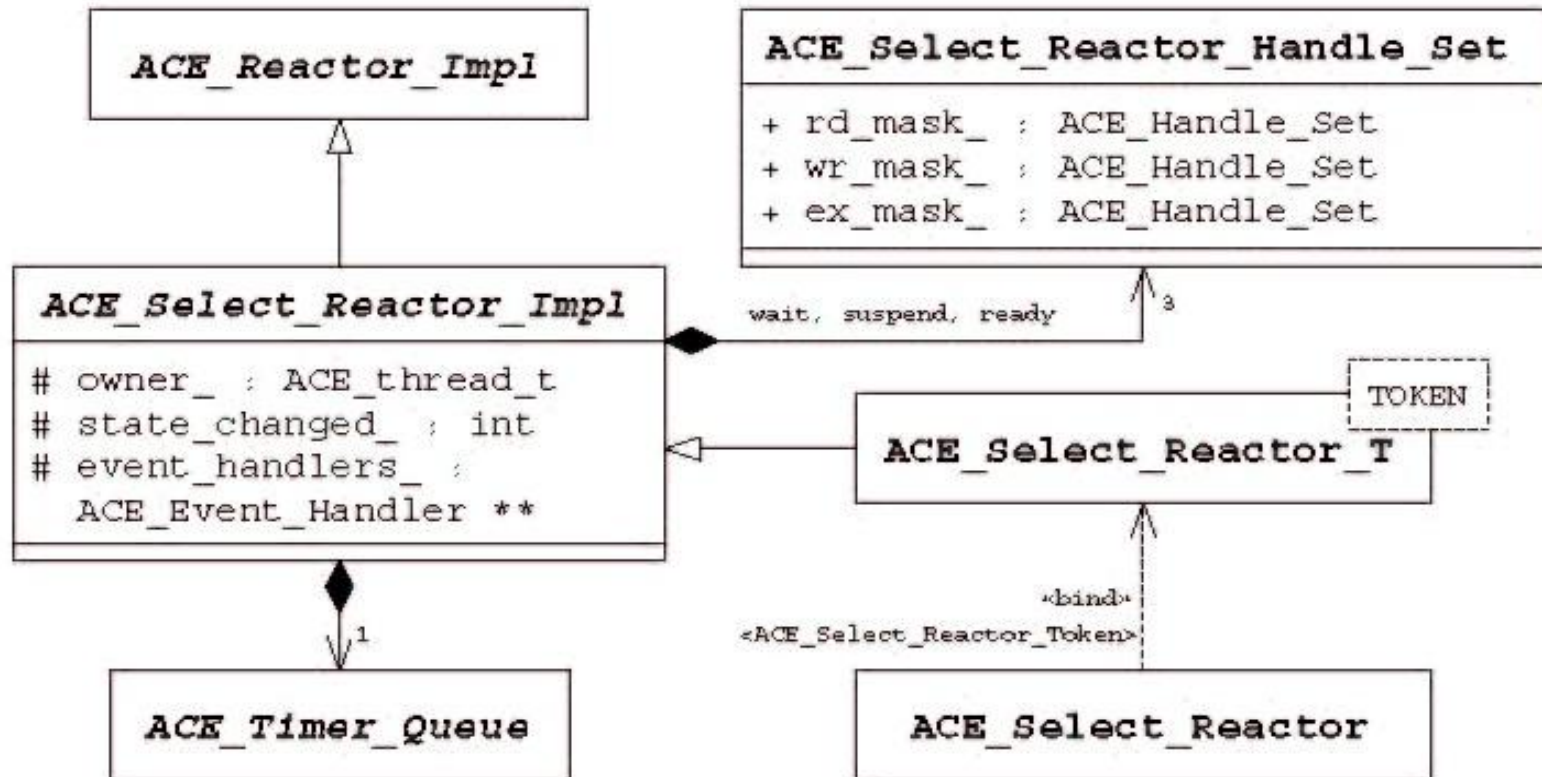 ACE_Reactor_Impl
ACE_Select_Reactor_Handle_Set
+ rd_mask_ : ACE_Handle_Set
+ wr_mask_ : ACE_Handle_Set
+ ex_mask_ : ACE_Handle_Set
ACE_Select_Reactor_Impl
# owner_ : ACE_thread_t
# state_changed_ : int
# event_handlers_ :
ACE_Event_Handler **
wait, suspend, ready
3
TOKEN
ACE_Select_Reactor_T
1
«bind»
<ACE_Select_Reactor_Token>
ACE_Timer_Queue
ACE_Select_Reactor